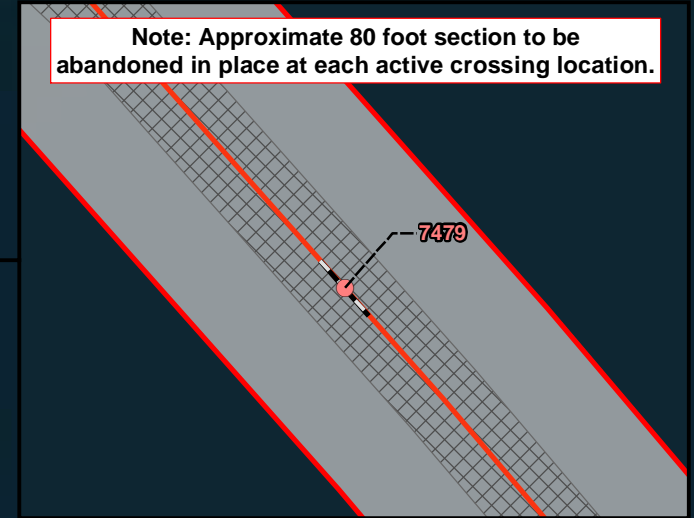 Note: Approximate 80 foot section to be
abandoned in place at each active crossing location.
7479